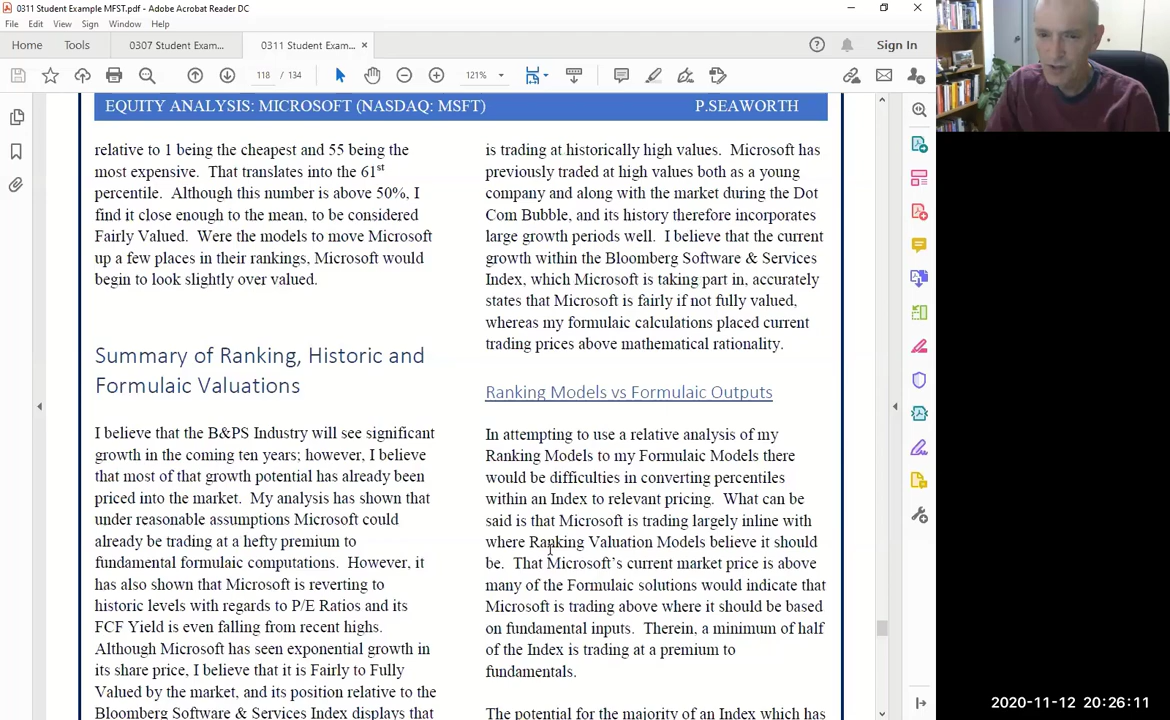 0311 Student Example MFST.pdf - Adobe Acrobat Reader DC
File Edit View Sign Window Help
Home Tools 0307 Student Exam... 0311 Student Exam... Sign In
118 / 134 121%
EQUITY ANALYSIS: MICROSOFT (NASDAQ: MSFT) P.SEAWORTH
relative to 1 being the cheapest and 55 being the
most expensive. That translates into the 61st
percentile. Although this number is above 50%, I
find it close enough to the mean, to be considered
Fairly Valued. Were the models to move Microsoft
up a few places in their rankings, Microsoft would
begin to look slightly over valued.
Summary of Ranking, Historic and
Formulaic Valuations
I believe that the B&PS Industry will see significant
growth in the coming ten years; however, I believe
that most of that growth potential has already been
priced into the market. My analysis has shown that
under reasonable assumptions Microsoft could
already be trading at a hefty premium to
fundamental formulaic computations. However, it
has also shown that Microsoft is reverting to
historic levels with regards to P/E Ratios and its
FCF Yield is even falling from recent highs.
Although Microsoft has seen exponential growth in
its share price, I believe that it is Fairly to Fully
Valued by the market, and its position relative to the
Bloomberg Software & Services Index displays that
is trading at historically high values. Microsoft has
previously traded at high values both as a young
company and along with the market during the Dot
Com Bubble, and its history therefore incorporates
large growth periods well. I believe that the current
growth within the Bloomberg Software & Services
Index, which Microsoft is taking part in, accurately
states that Microsoft is fairly if not fully valued,
whereas my formulaic calculations placed current
trading prices above mathematical rationality.
Ranking Models vs Formulaic Outputs
In attempting to use a relative analysis of my
Ranking Models to my Formulaic Models there
would be difficulties in converting percentiles
within an Index to relevant pricing. What can be
said is that Microsoft is trading largely inline with
where Ranking Valuation Models believe it should
be. That Microsoft's current market price is above
many of the Formulaic solutions would indicate that
Microsoft is trading above where it should be based
on fundamental inputs. Therein, a minimum of half
of the Index is trading at a premium to
fundamentals.
The potential for the majority of an Index which has
2020-11-12 20:26:11